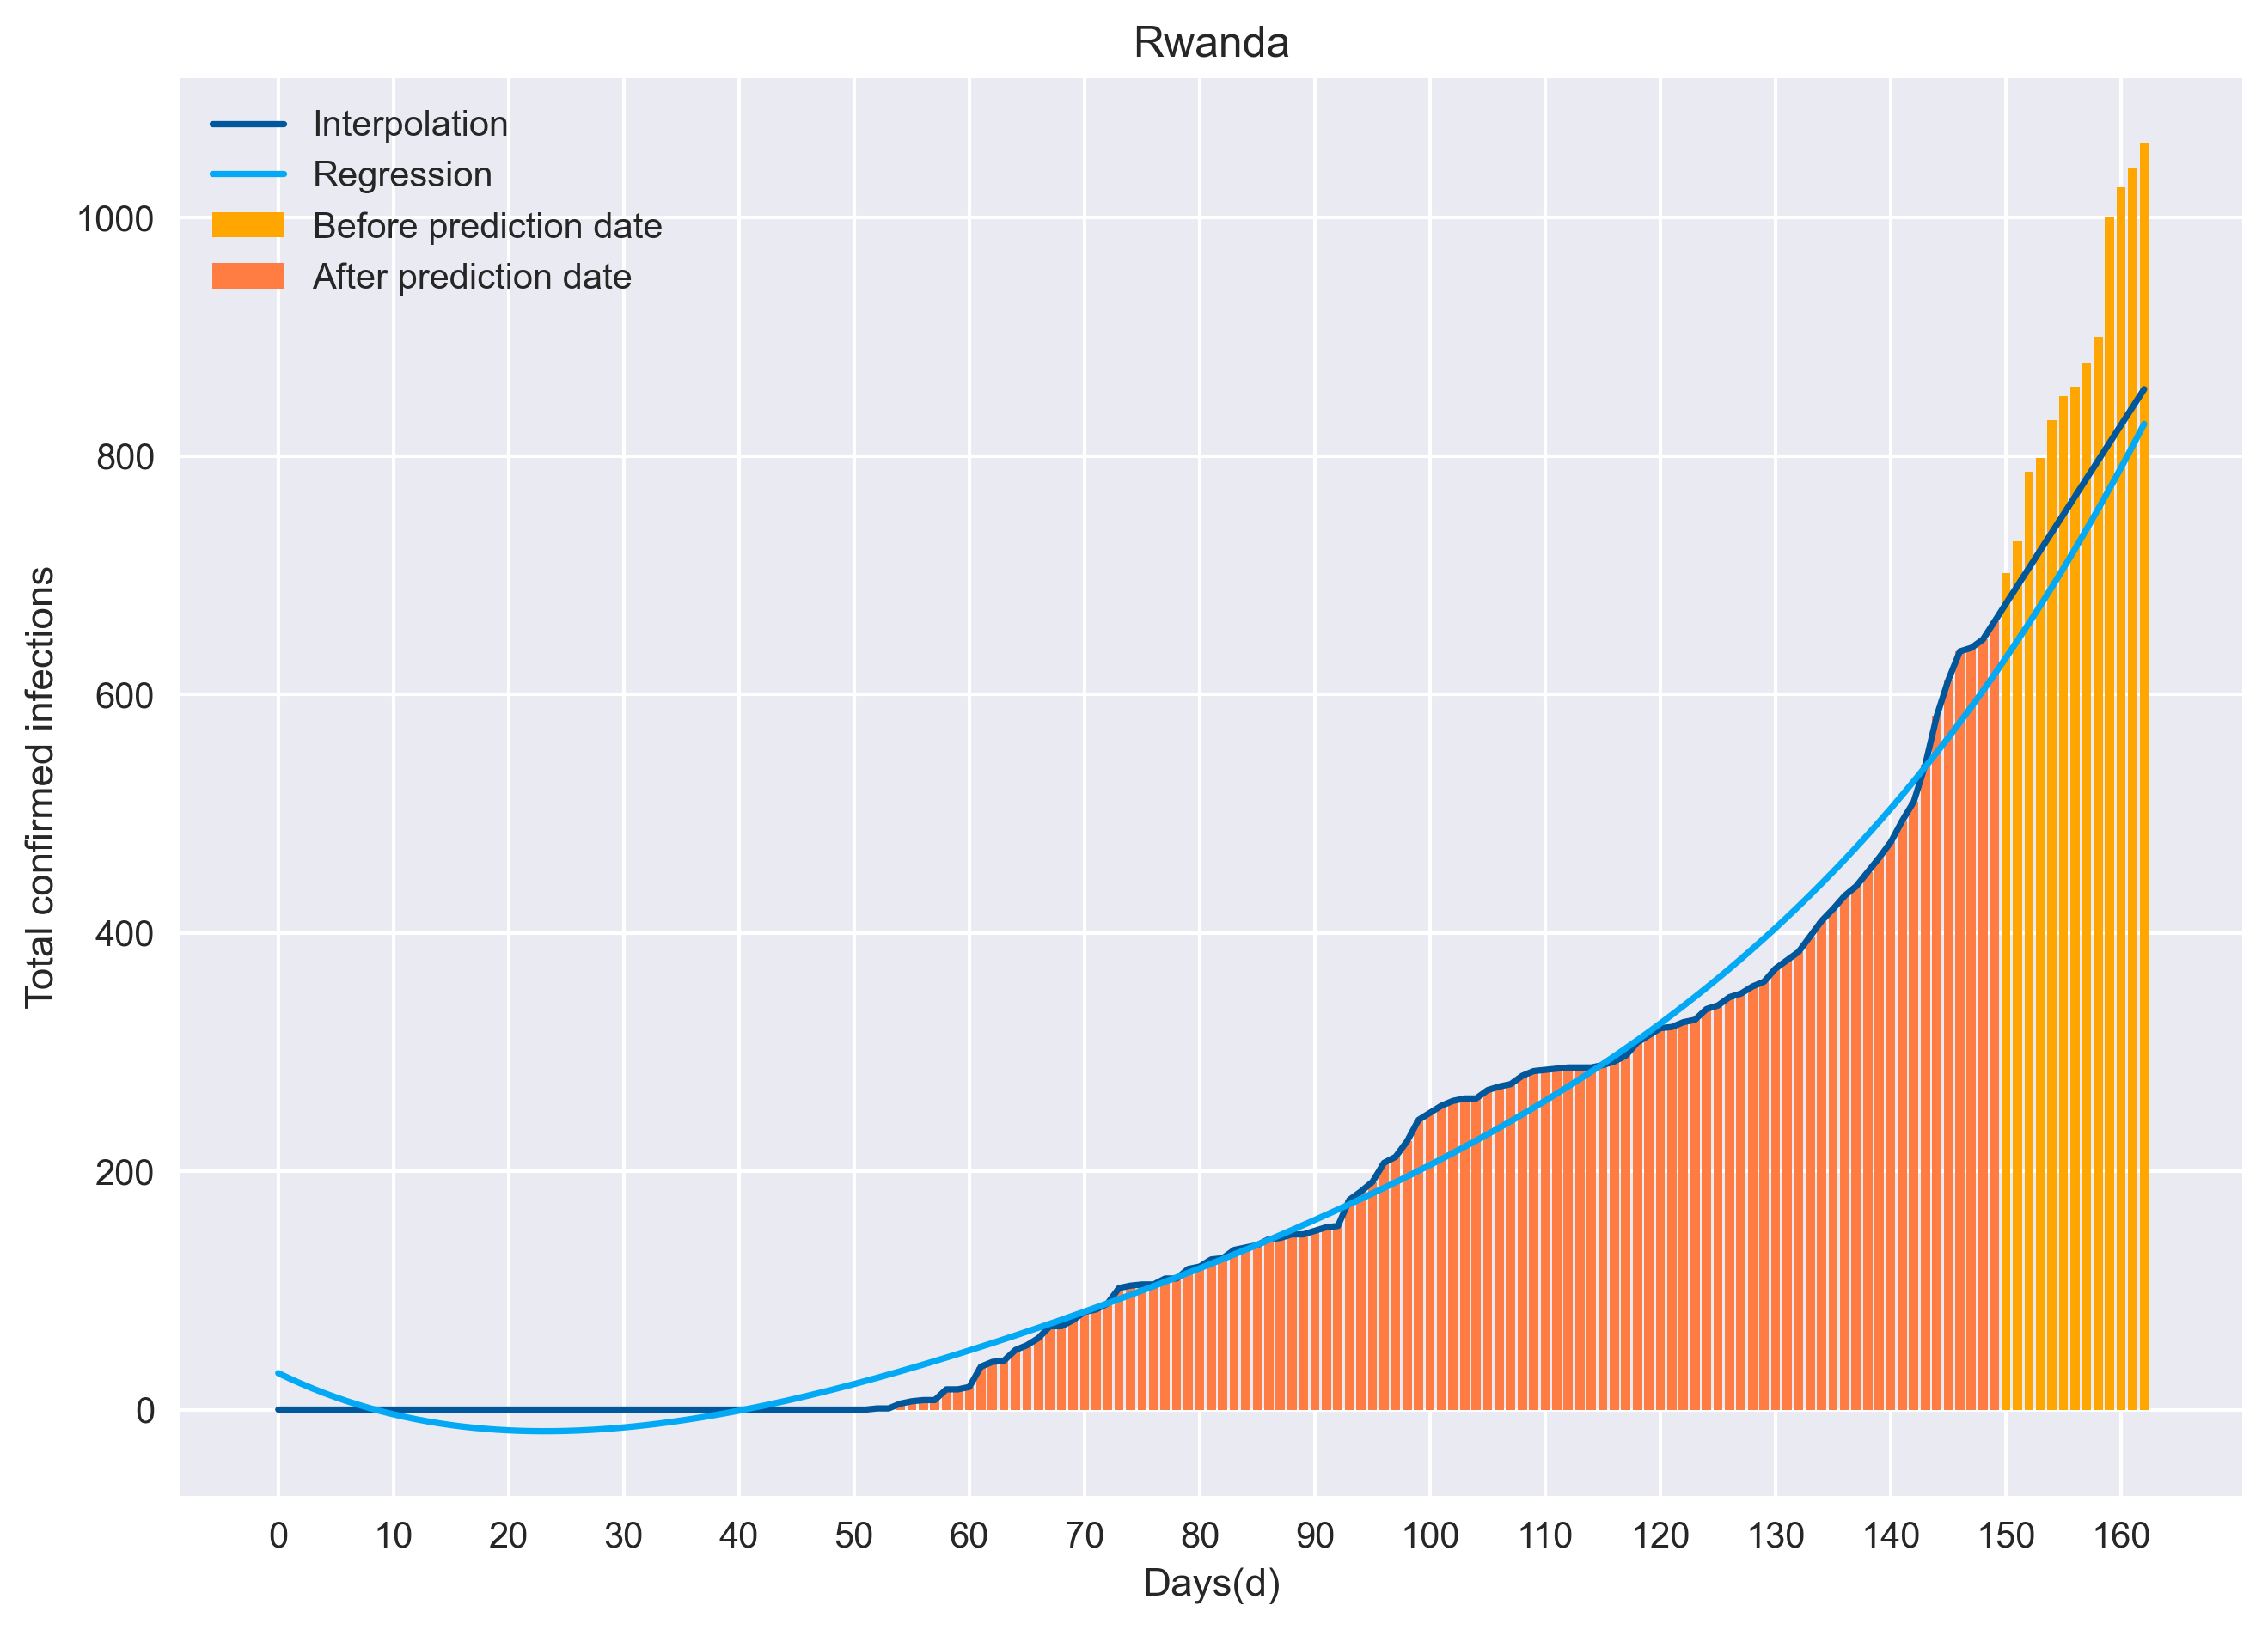 Rwanda
Interpolation
Regression
Before prediction date
After prediction date
1000
800
600
400
200
0
Total confirmed infections
0 10 20 30 40 50 60 70 80 90 100 110 120 130 140 150 160
Days(d)